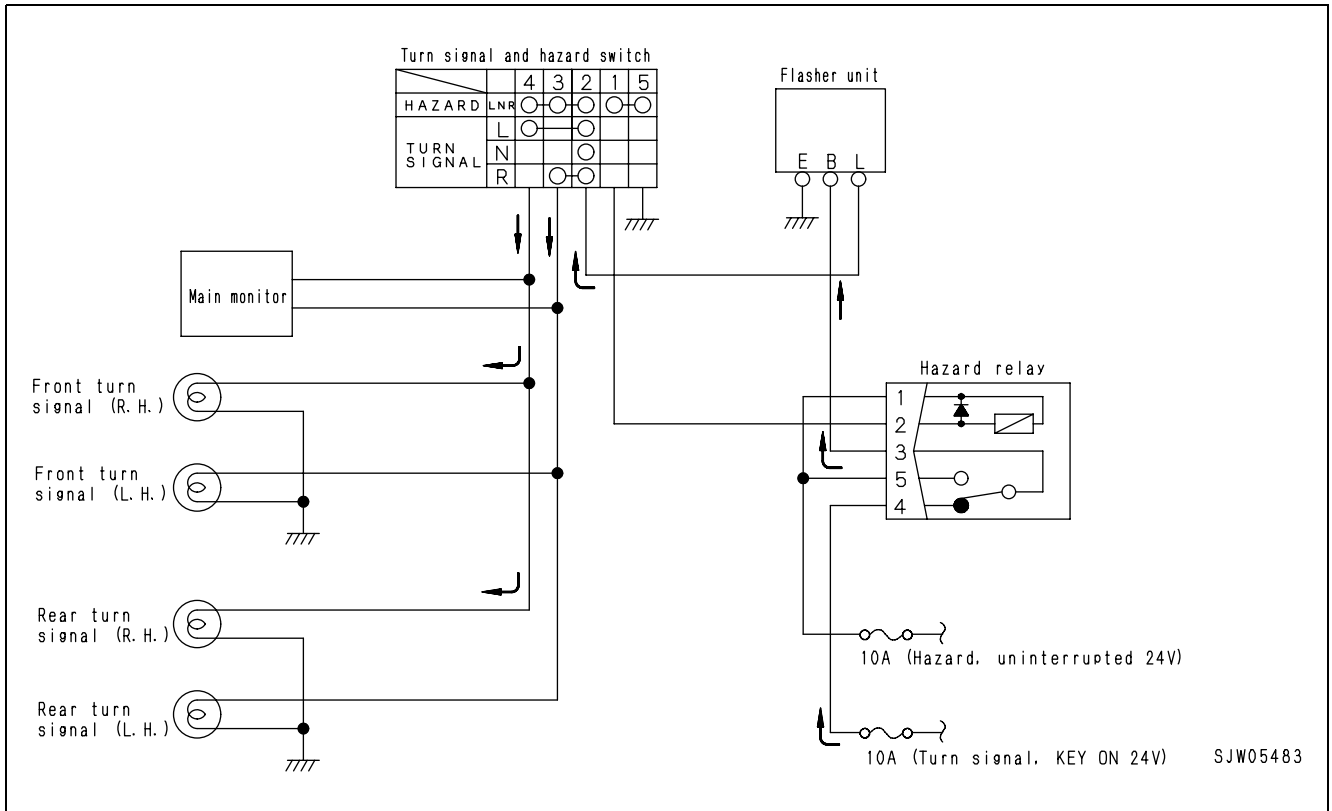 Turn signal and hazard switch
4 3 2 1 5
HAZARD LNR
TURN
SIGNAL
L
N
R
Flasher unit
E B L
Main monitor
Hazard relay
1
2
3
5
4
Front turn
signal (R.H.)
Front turn
signal (L.H.)
Rear turn
signal (R.H.)
Rear turn
signal (L.H.)
10A (Hazard, uninterrupted 24V)
10A (Turn signal, KEY ON 24V)
SJW05483